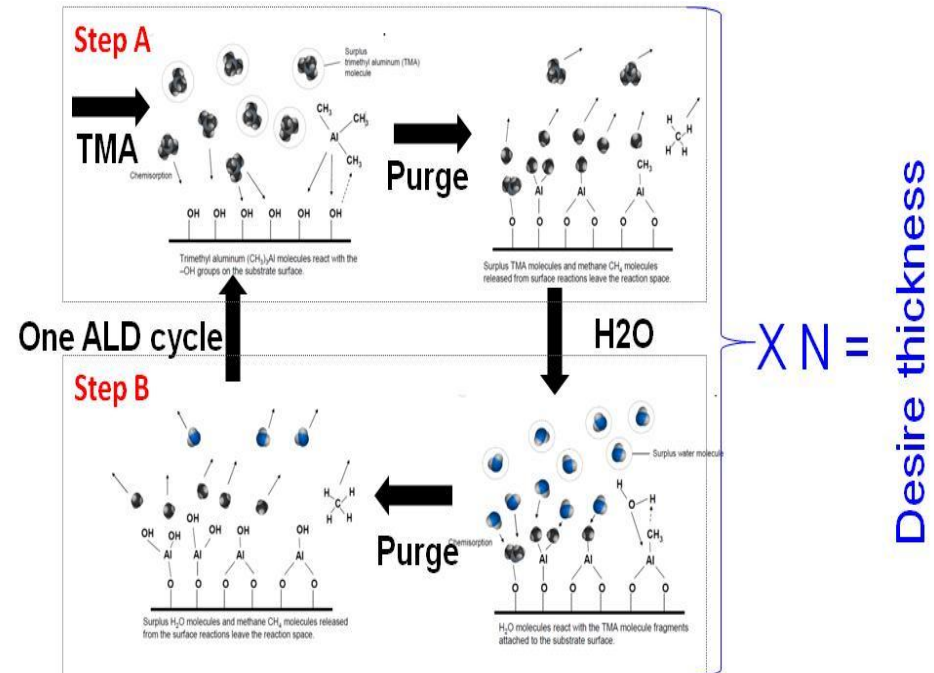 Step A
Surplus
trimethyl aluminum (TMA)
molecule
TMA
CH₃
CH₃
Al
CH₃
Chemisorption
OH OH OH OH OH OH
Trimethyl aluminum (CH₃)₃Al molecules react with the
–OH groups on the substrate surface.
Purge
H
H C H
H
CH₃
Al Al Al
O O O O O O
Surplus TMA molecules and methane CH₄ molecules
released from surface reactions leave the reaction space.
One ALD cycle
H2O
X N =
Desire thickness
Step B
H H
C
H H
OH
OH OH OH OH OH
Al Al Al Al
O O O O O O
Surplus H₂O molecules and methane CH₄ molecules released
from the surface reactions leave the reaction space.
Purge
Surplus water molecule
H H
O
CH₃
Chemisorption
Al Al Al
O O O O O O
H₂O molecules react with the TMA molecule fragments
attached to the substrate surface.